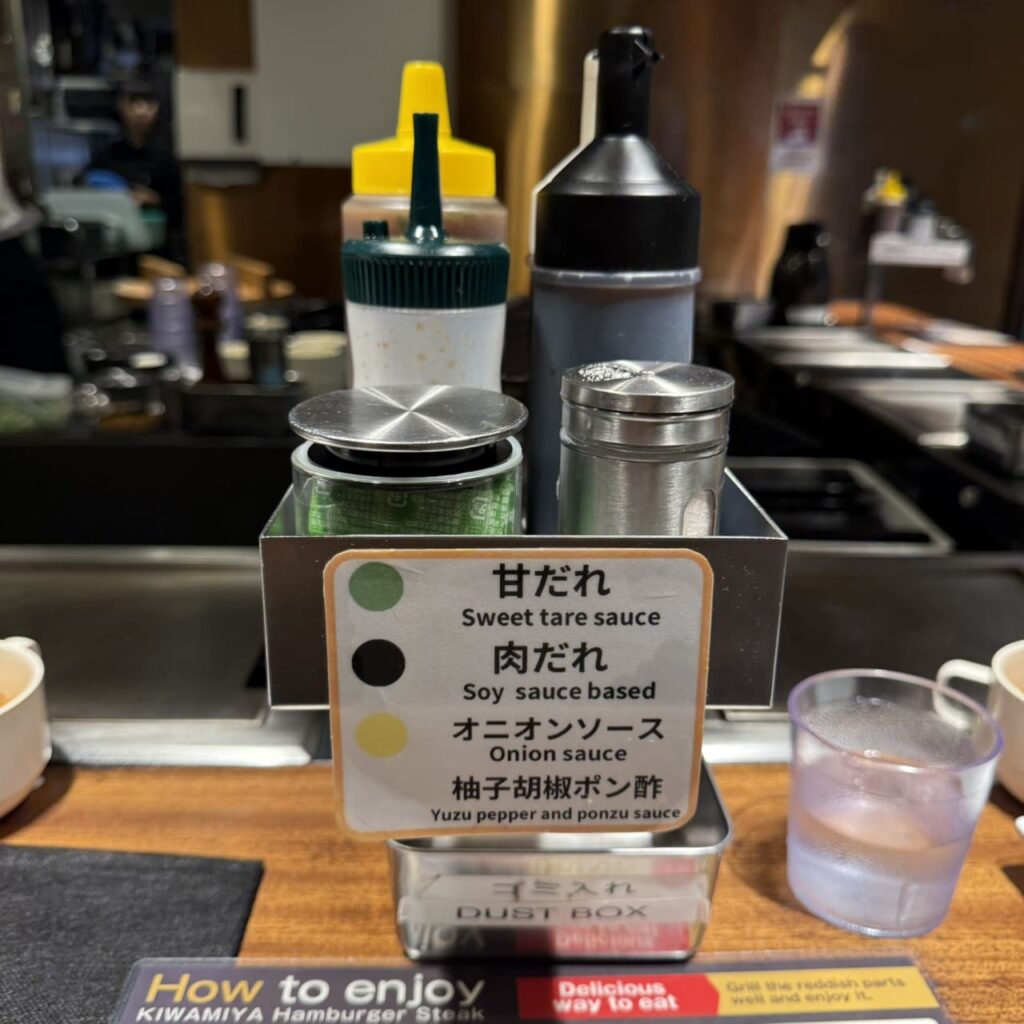 甘だれ
Sweet tare sauce
肉だれ
Soy sauce based
オニオンソース
Onion sauce
柚子胡椒ポン酢
Yuzu pepper and ponzu sauce
ゴミ入れ
DUST BOX
How to enjoy
KIWAMIYA Hamburger Steak
Delicious
way to eat
Grill the reddish parts
well and enjoy it.